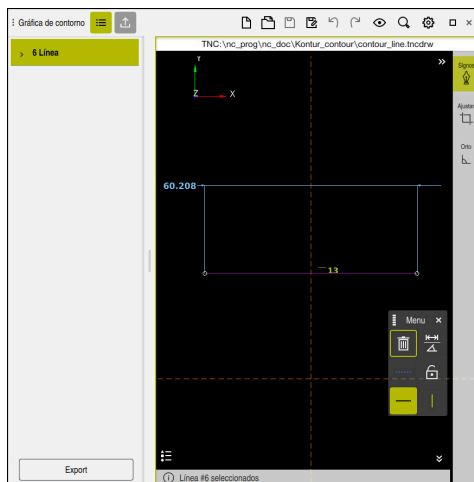 Gráfica de contorno
TNC:\nc_prog\nc_doc\Kontur_contour\contour_line.tncdrw
6 Línea
Signos
Ajustar
Orto
Y
Z
X
60.208
13
Menu
Export
Línea #6 seleccionados